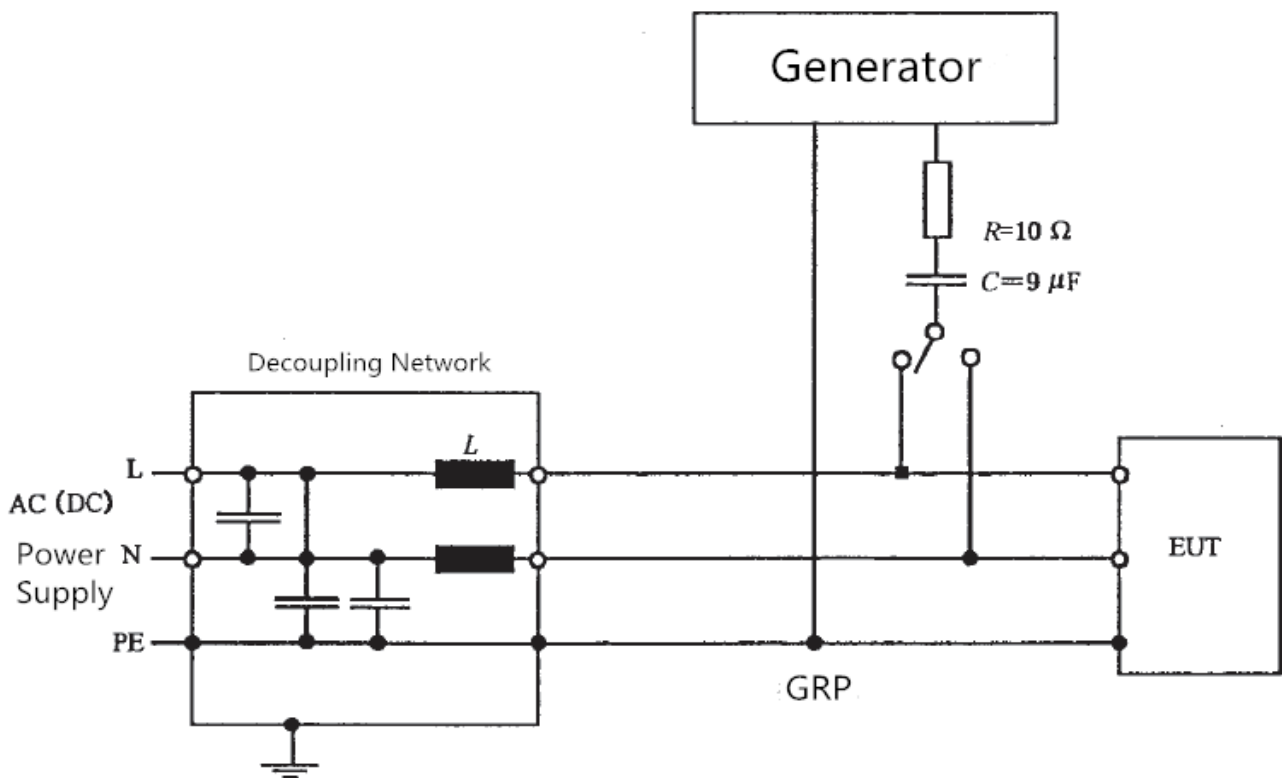 Generator
R=10 Ω
C=9 μF
Decoupling Network
L
L
AC (DC)
Power N
Supply
EUT
PE
GRP